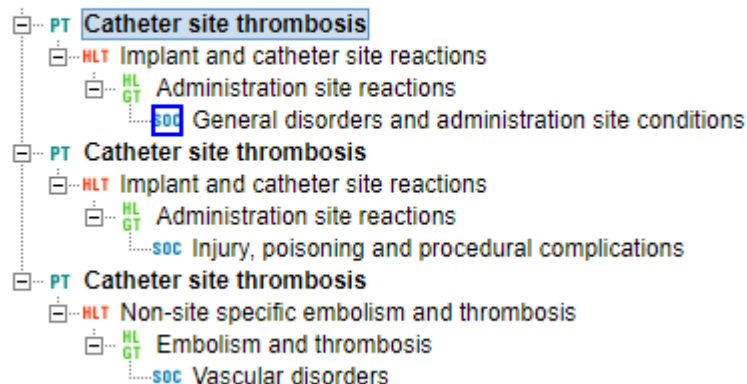 PT Catheter site thrombosis
HLT Implant and catheter site reactions
HLGT Administration site reactions
SOC General disorders and administration site conditions
PT Catheter site thrombosis
HLT Implant and catheter site reactions
HLGT Administration site reactions
SOC Injury, poisoning and procedural complications
PT Catheter site thrombosis
HLT Non-site specific embolism and thrombosis
HLGT Embolism and thrombosis
SOC Vascular disorders